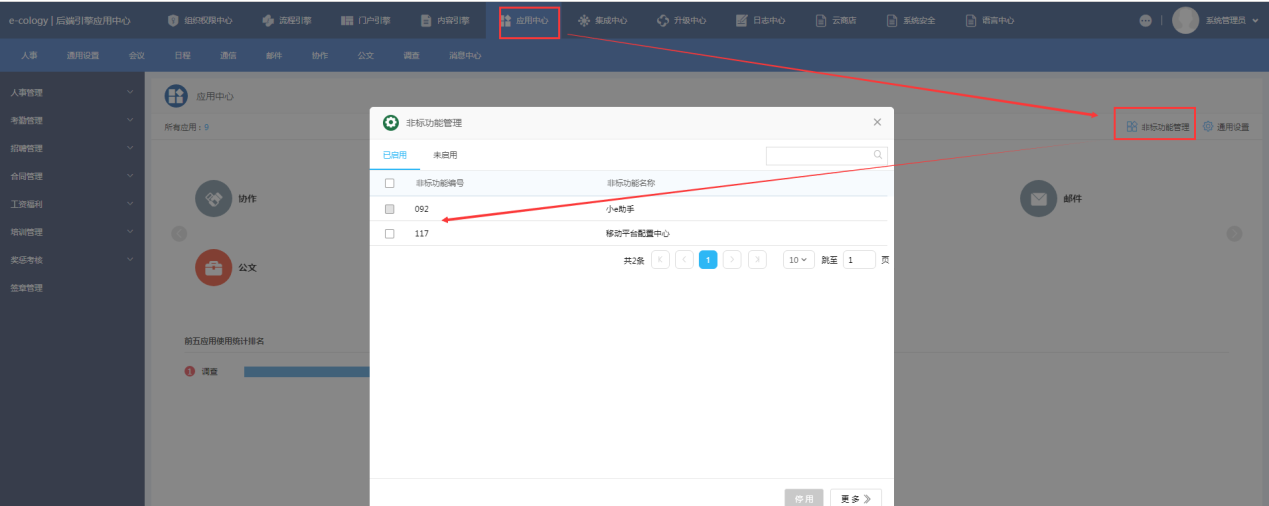 e-cology | 后端引擎应用中心 组织权限中心 流程引擎 门户引擎 内容引擎 应用中心 集成中心 升级中心 日志中心 云商店 系统安全 语言中心 系统管理员
人事 通用设置 会议 日程 通信 邮件 协作 公文 调查 消息中心
人事管理
考勤管理
招聘管理
合同管理
工资福利
培训管理
奖惩考核
签章管理
应用中心
所有应用：9
非标功能管理 通用设置
协作
邮件
公文
前五应用使用统计排名
1 调查
非标功能管理
已启用 未启用
非标功能编号 非标功能名称
092 小e助手
117 移动平台配置中心
共2条 1 10 跳至 1 页
停用 更多